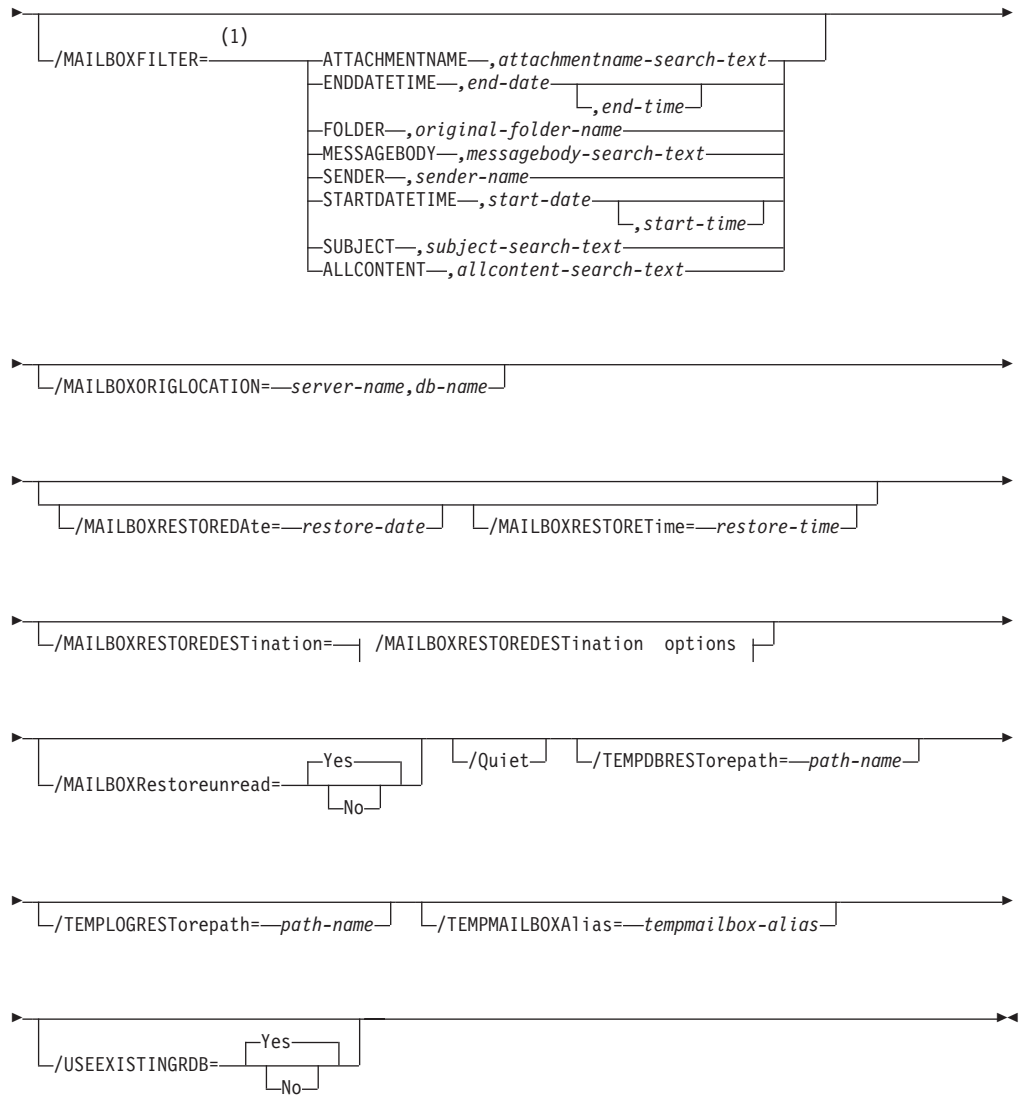 (1)
/MAILBOXFILTER= ATTACHMENTNAME ,attachmentname-search-text
ENDDATETIME ,end-date
,end-time
FOLDER ,original-folder-name
MESSAGEBODY ,messagebody-search-text
SENDER ,sender-name
STARTDATETIME ,start-date
,start-time
SUBJECT ,subject-search-text
ALLCONTENT ,allcontent-search-text
/MAILBOXORIGLOCATION= server-name,db-name
/MAILBOXRESTOREDAte= restore-date /MAILBOXRESTORETime= restore-time
/MAILBOXRESTOREDESTination= /MAILBOXRESTOREDESTination options
Yes
/MAILBOXRestoreunread= /Quiet /TEMPDBRESTorepath= path-name
No
/TEMPLOGRESTorepath= path-name /TEMPMAILBOXAlias= tempmailbox-alias
Yes
/USEEXISTINGRDB=
No